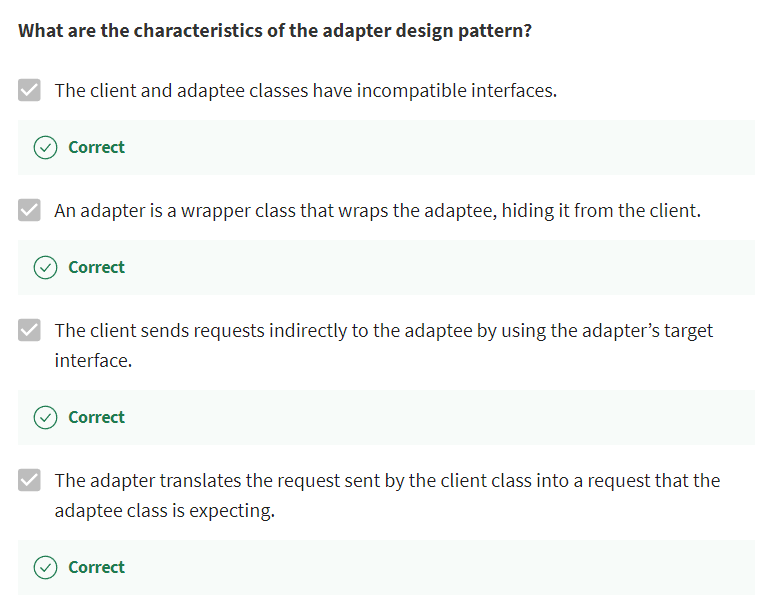 What are the characteristics of the adapter design pattern?
The client and adaptee classes have incompatible interfaces.
Correct
An adapter is a wrapper class that wraps the adaptee, hiding it from the client.
Correct
The client sends requests indirectly to the adaptee by using the adapter’s target
interface.
Correct
The adapter translates the request sent by the client class into a request that the
adaptee class is expecting.
Correct